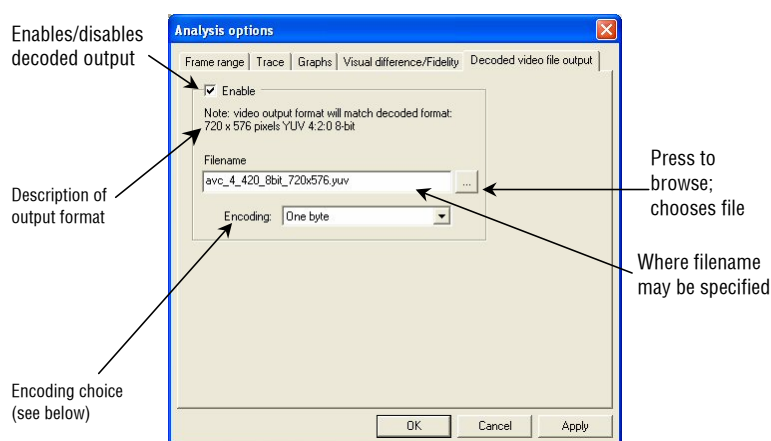 Enables/disables
decoded output
Analysis options
Frame range
Trace
Graphs
Visual difference/Fidelity
Decoded video file output
Enable
Note: video output format will match decoded format:
720 x 576 pixels YUV 4:2:0 8-bit
Filename
avc_4_420_8bit_720x576.yuv
...
Encoding:
One byte
Description of
output format
Press to
browse;
chooses file
Where filename
may be specified
Encoding choice
(see below)
OK
Cancel
Apply